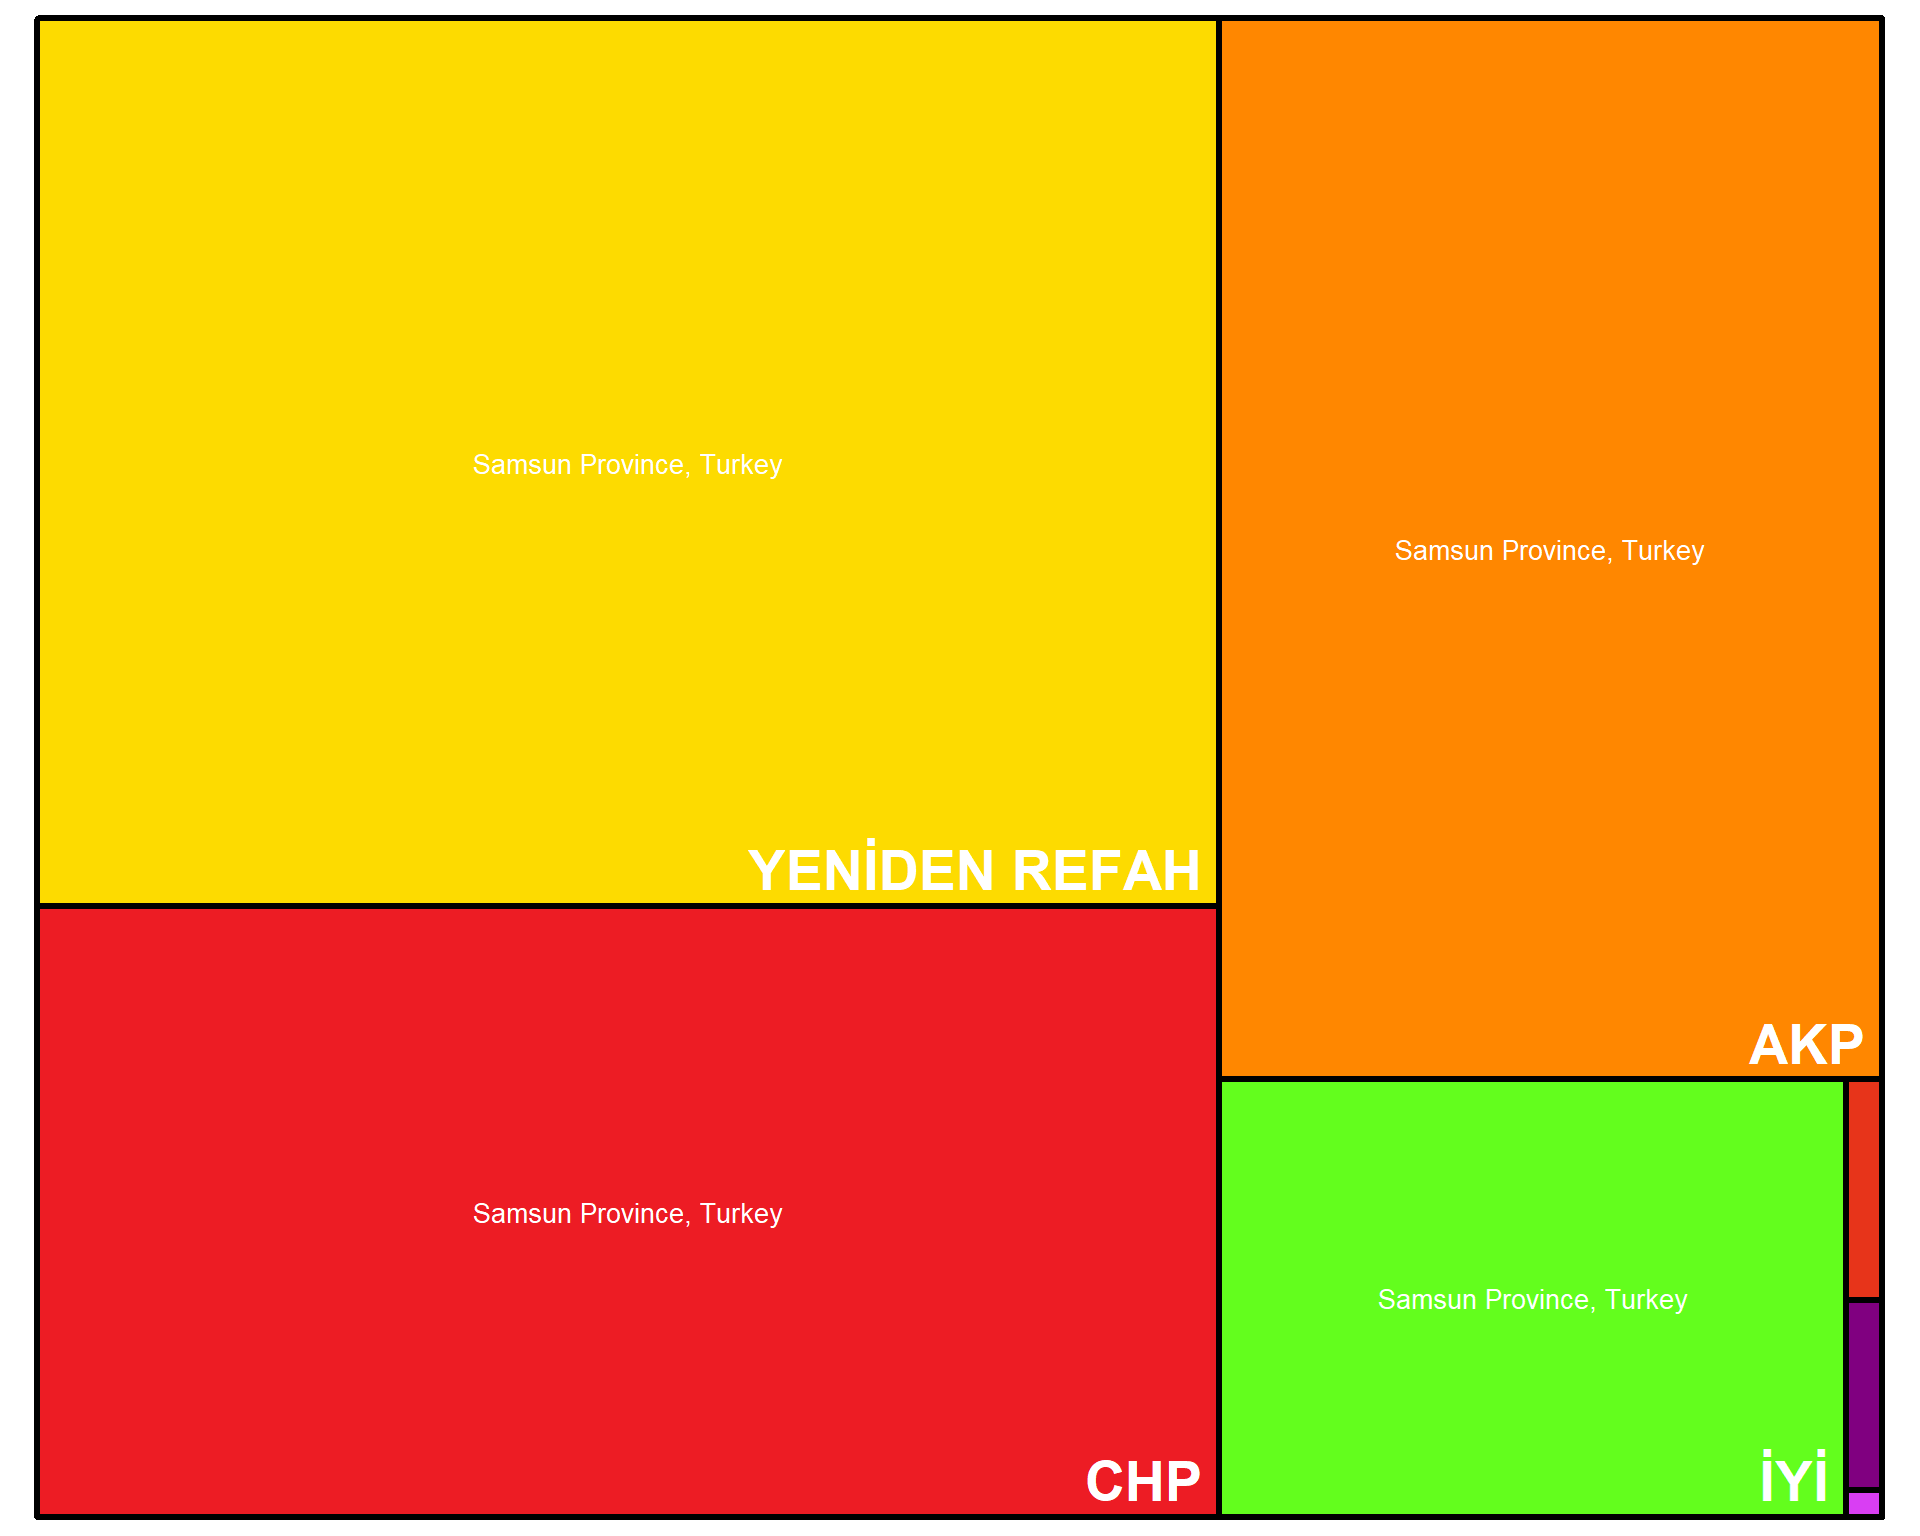 Samsun Province, Turkey
YENİDEN REFAH
Samsun Province, Turkey
AKP
Samsun Province, Turkey
CHP
Samsun Province, Turkey
İYİ